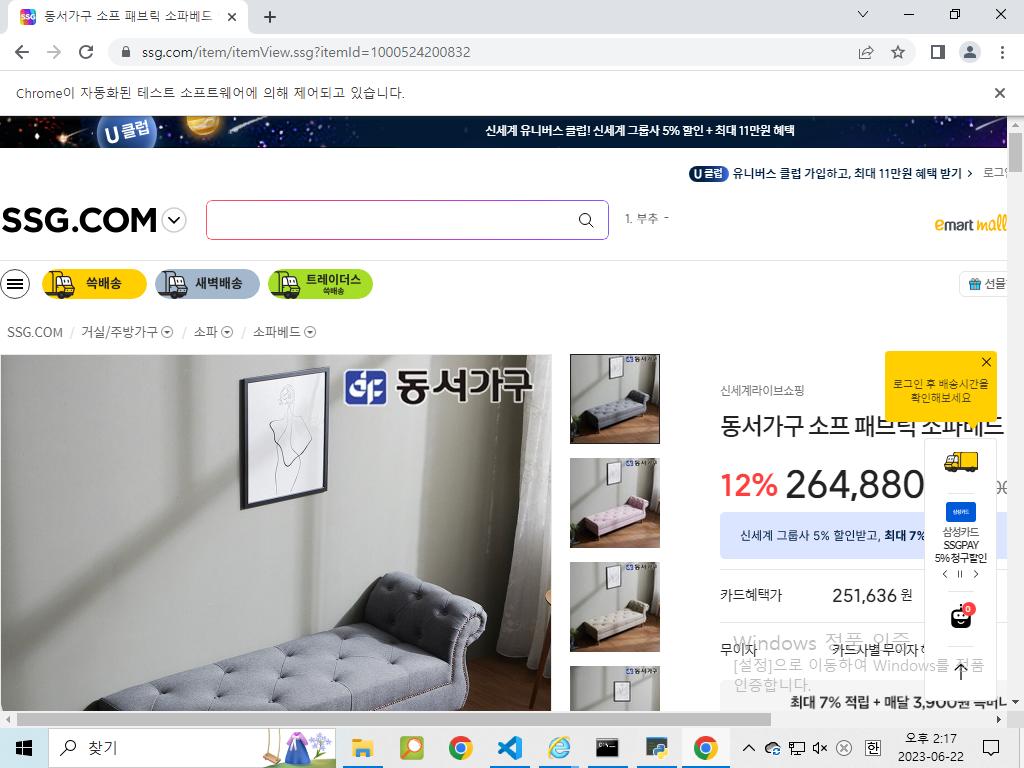 동서가구 소프 패브릭 소파베드
ssg.com/item/itemView.ssg?itemId=1000524200832
Chrome이 자동화된 테스트 소프트웨어에 의해 제어되고 있습니다.
U클럽
신세계 유니버스 클럽! 신세계 그룹사 5% 할인 + 최대 11만원 혜택
U 클럽 유니버스 클럽 가입하고, 최대 11만원 혜택 받기
SSG.COM
1. 부추 -
emart mall
쓱배송
새벽배송
트레이더스
쓱배송
선물
SSG.COM / 거실/주방가구 / 소파 / 소파베드
동서가구
신세계라이브쇼핑
로그인 후 배송시간을
확인해보세요
동서가구 소프 패브릭 소파베드
12% 264,880
신세계 그룹사 5% 할인받고, 최대 7%
삼성카드
삼성카드
SSGPAY
5% 청구할인
카드혜택가 251,636 원
0
무이자 카드사별 무이자
Windows 정품 인증
[설정]으로 이동하여 Windows를 정품
인증합니다.
최대 7% 적립 + 매달 3,900원
찾기
한
오후 2:17
2023-06-22